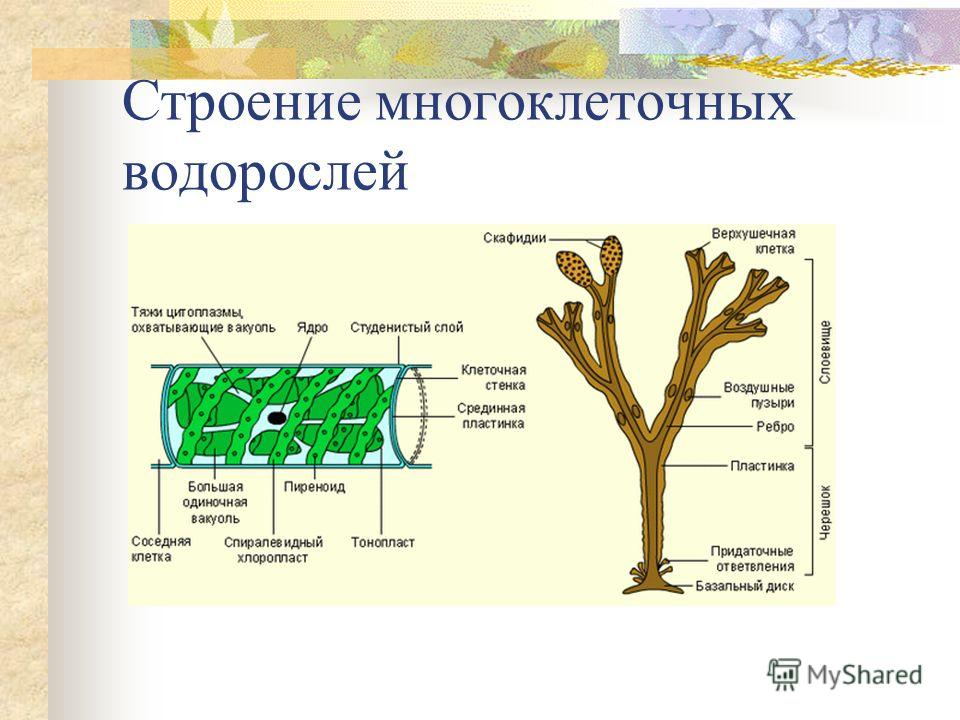 Строение многоклеточных
водорослей
Тяжи цитоплазмы,
охватывающие вакуоль
Ядро
Студенистый слой
Клеточная
стенка
Срединная
пластинка
Большая
одиночная
вакуоль
Пиреноид
Соседняя
клетка
Спиралевидный
хлоропласт
Тонопласт
Скафидии
Верхушечная
клетка
Слоевище
Воздушные
пузыри
Ребро
Пластинка
Черешок
Придаточные
ответвления
Базальный диск
MyShared